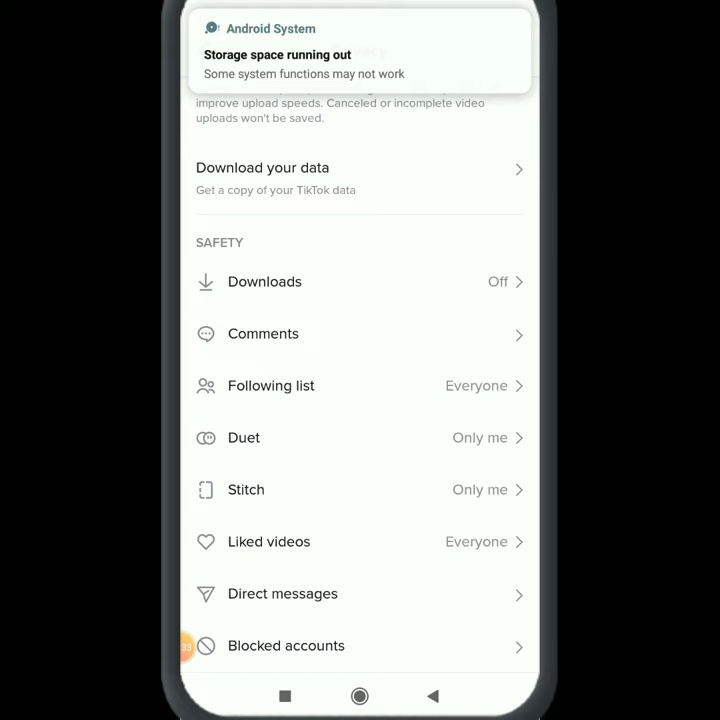 Android System
Storage space running out
Some system functions may not work
improve upload speeds. Canceled or incomplete video
uploads won't be saved.
Download your data
Get a copy of your TikTok data
SAFETY
Downloads Off
Comments
Following list Everyone
Duet Only me
Stitch Only me
Liked videos Everyone
Direct messages
33
Blocked accounts